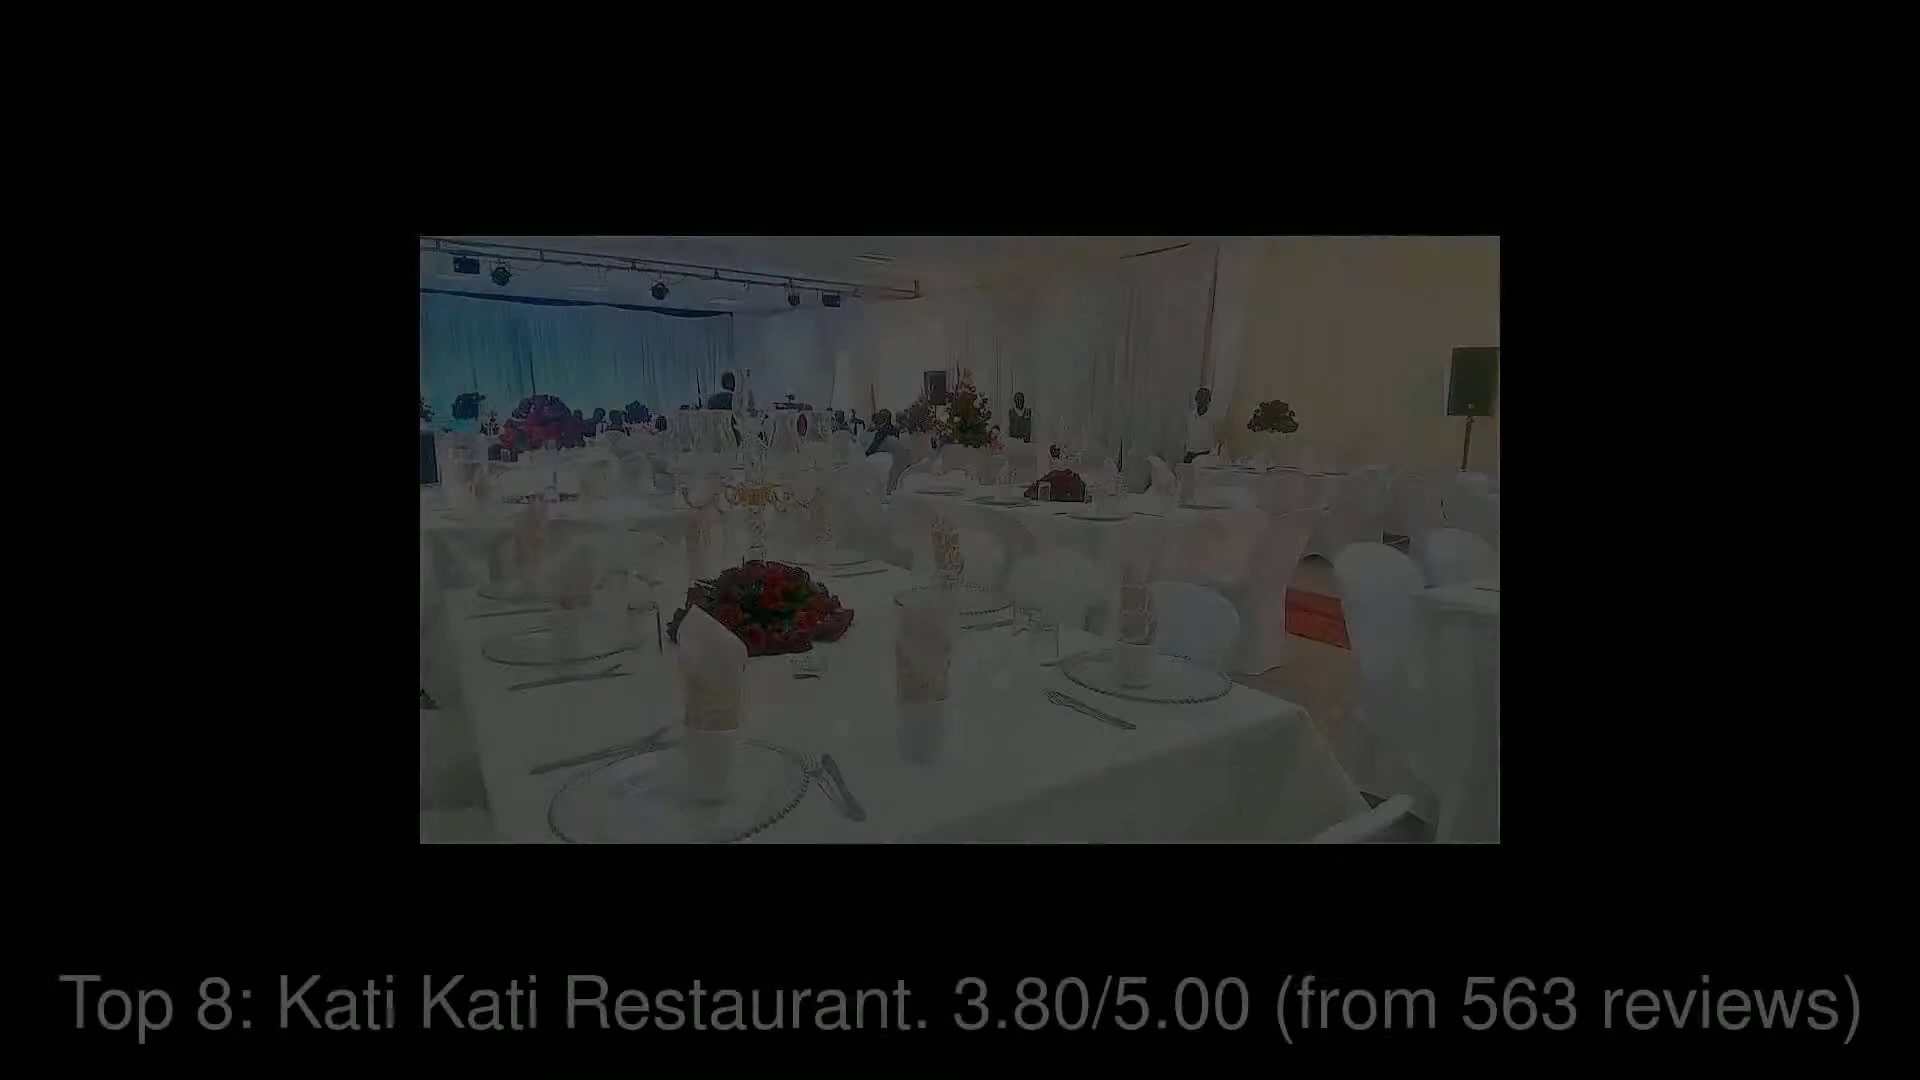 Top 8: Kati Kati Restaurant. 3.80/5.00 (from 563 reviews)